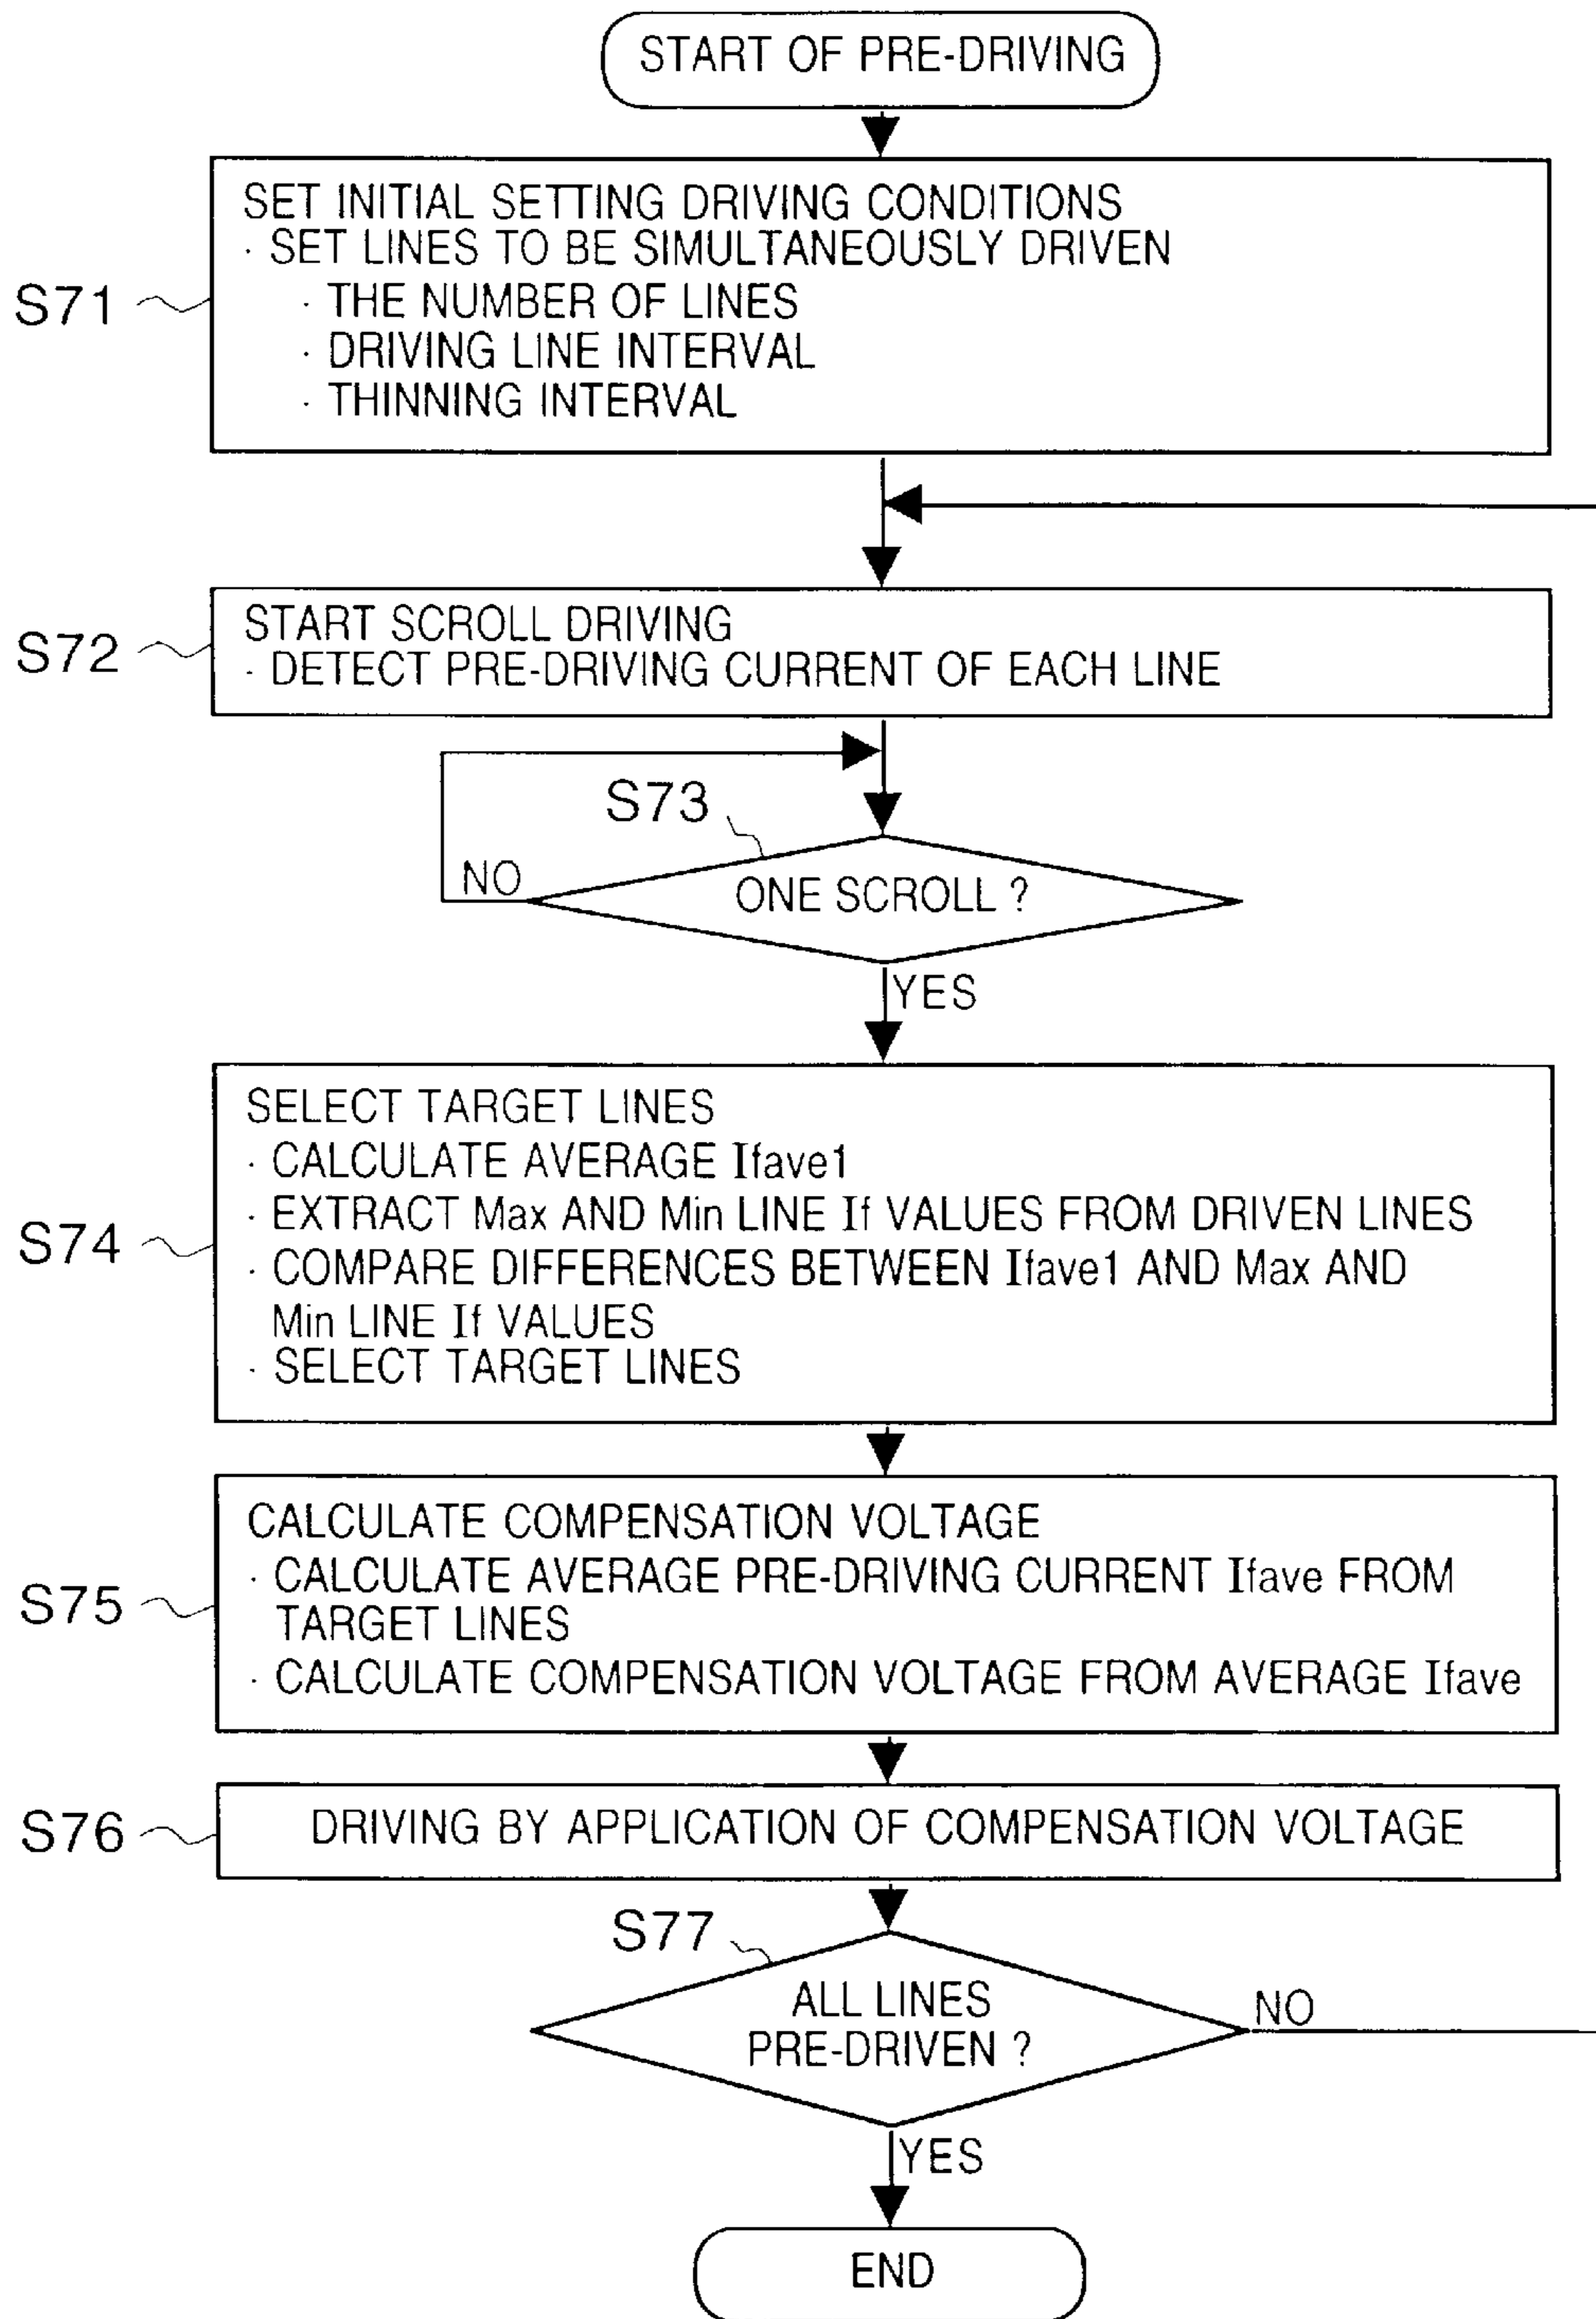 START OF PRE-DRIVING
SET INITIAL SETTING DRIVING CONDITIONS
· SET LINES TO BE SIMULTANEOUSLY DRIVEN
S71
· THE NUMBER OF LINES
· DRIVING LINE INTERVAL
· THINNING INTERVAL
START SCROLL DRIVING
S72
· DETECT PRE-DRIVING CURRENT OF EACH LINE
S73
NO
ONE SCROLL ?
YES
SELECT TARGET LINES
· CALCULATE AVERAGE Ifave1
· EXTRACT Max AND Min LINE If VALUES FROM DRIVEN LINES
S74
· COMPARE DIFFERENCES BETWEEN Ifave1 AND Max AND
Min LINE If VALUES
· SELECT TARGET LINES
CALCULATE COMPENSATION VOLTAGE
· CALCULATE AVERAGE PRE-DRIVING CURRENT Ifave FROM
S75
TARGET LINES
· CALCULATE COMPENSATION VOLTAGE FROM AVERAGE Ifave
S76
DRIVING BY APPLICATION OF COMPENSATION VOLTAGE
S77
ALL LINES
PRE-DRIVEN ?
NO
YES
END